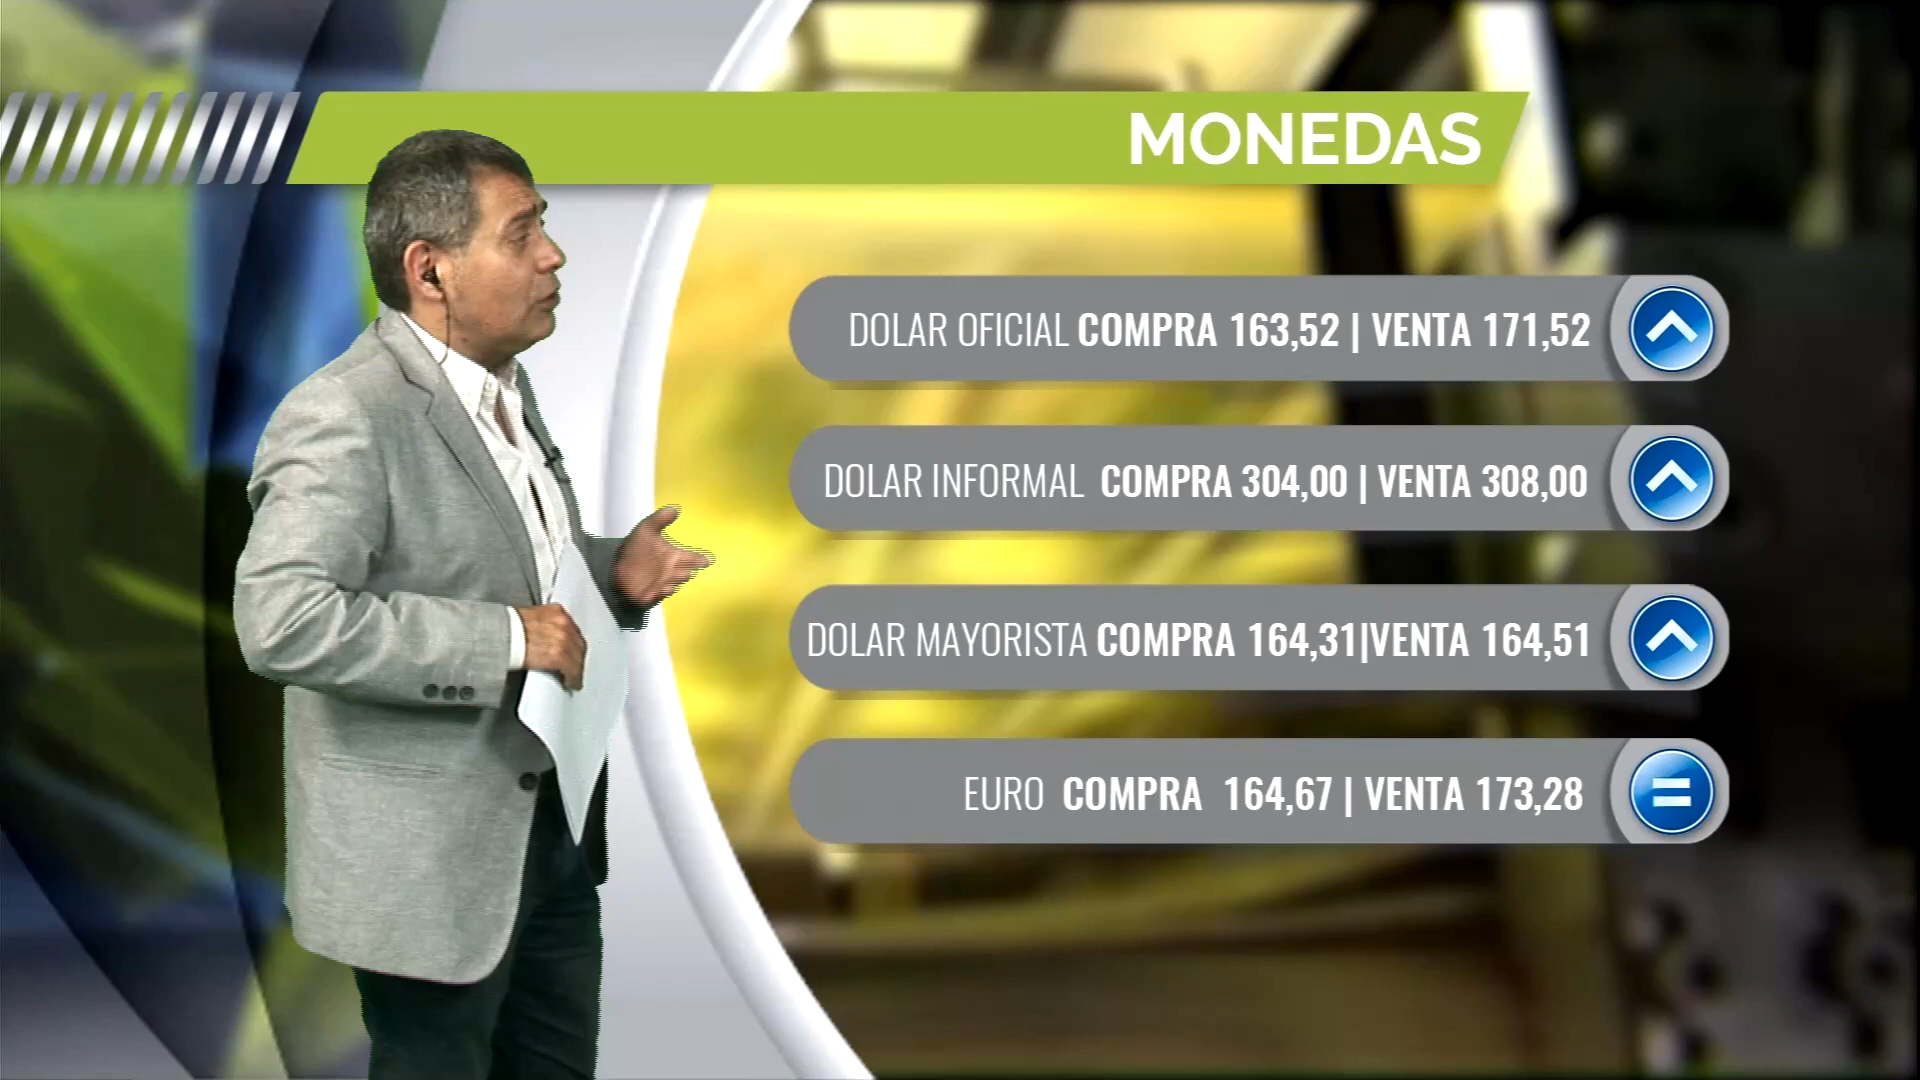 MONEDAS
DOLAR OFICIAL COMPRA 163,52 | VENTA 171,52
DOLAR INFORMAL COMPRA 304,00 | VENTA 308,00
DOLAR MAYORISTA COMPRA 164,31|VENTA 164,51
EURO COMPRA 164,67 | VENTA 173,28